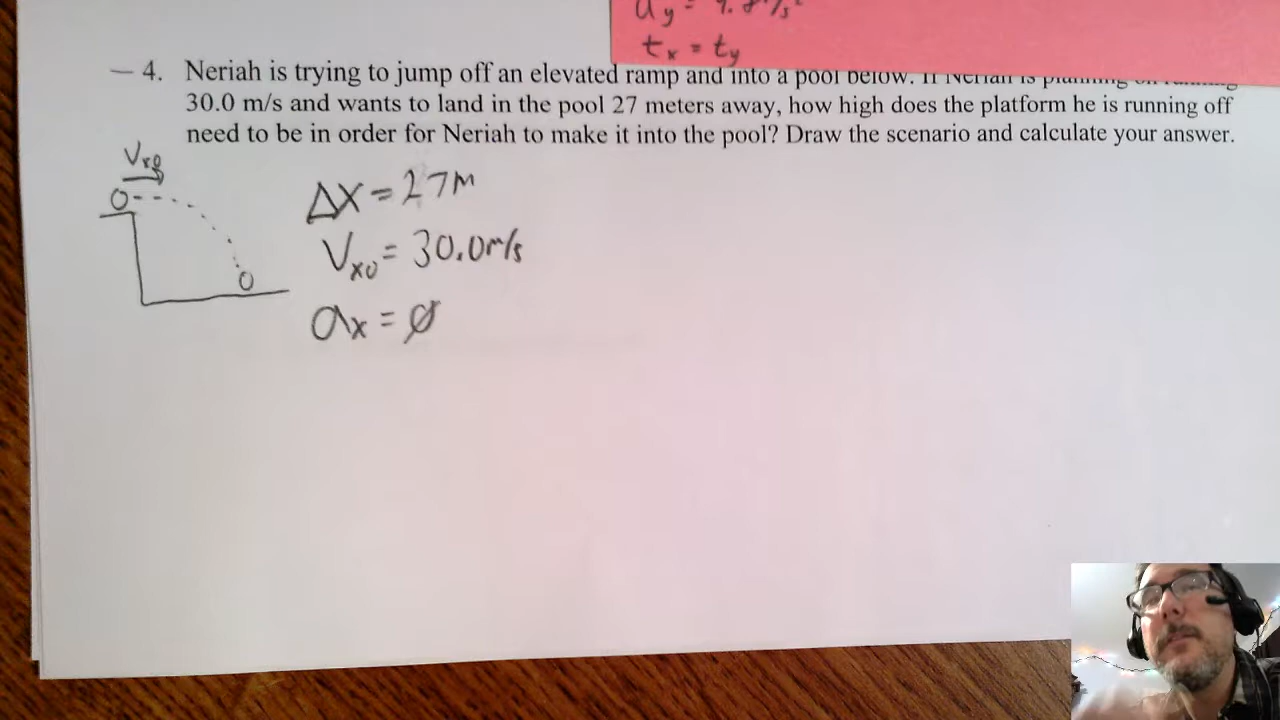 ay = 9.8m/s²
tx = ty
— 4. Neriah is trying to jump off an elevated ramp and into a pool below. If Neriah is planning on running
30.0 m/s and wants to land in the pool 27 meters away, how high does the platform he is running off
need to be in order for Neriah to make it into the pool? Draw the scenario and calculate your answer.
Vx0
Δx = 27m
Vx0 = 30.0m/s
ax = Ø